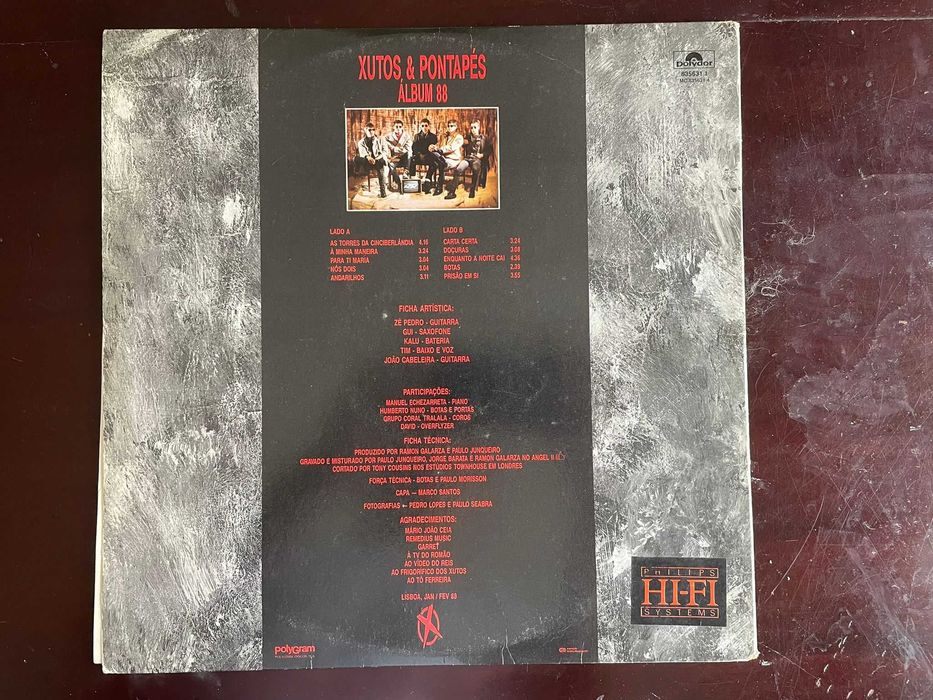 XUTOS & PONTAPÉS
ÁLBUM 88
Polydor
835631 1
LADO A
AS TORRES DA CINCIBERLÂNDIA 4.16
À MINHA MANEIRA 3.24
PARA TI MARIA 3.04
NÓS DOIS 3.04
ANDARILHOS 3.11
LADO B
CARTA CERTA 3.24
DOÇURAS 3.08
ENQUANTO A NOITE CAI 4.36
BOTAS 2.39
PRISÃO EM SI 3.55
FICHA ARTÍSTICA:
ZÉ PEDRO - GUITARRA
GUI - SAXOFONE
KALU - BATERIA
TIM - BAIXO E VOZ
JOÃO CABELEIRA - GUITARRA
PARTICIPAÇÕES:
MANUEL ECHEZARRETA - PIANO
HUMBERTO NUNO - BOTAS E PORTAS
GRUPO CORAL TRALALA - COROS
DAVID - OVERFLYZER
FICHA TÉCNICA:
PRODUZIDO POR RAMON GALARZA E PAULO JUNQUEIRO
GRAVADO E MISTURADO POR PAULO JUNQUEIRO, JORGE BARATA E RAMON GALARZA NO ANGEL II
CORTADO POR TONY COUSINS NOS ESTÚDIOS TOWNHOUSE EM LONDRES
FORÇA TÉCNICA - BOTAS E PAULO MORISSON
CAPA — MARCO SANTOS
FOTOGRAFIAS - PEDRO LOPES E PAULO SEABRA
AGRADECIMENTOS:
MÁRIO JOÃO CEIA
REMEDIUS MUSIC
GARRET
À TV DO ROMÃO
AO VÍDEO DO REIS
AO FRIGORÍFICO DOS XUTOS
AO TÓ FERREIRA
LISBOA, JAN / FEV 88
X
polyGram
PHILIPS
HI-FI
SYSTEMS